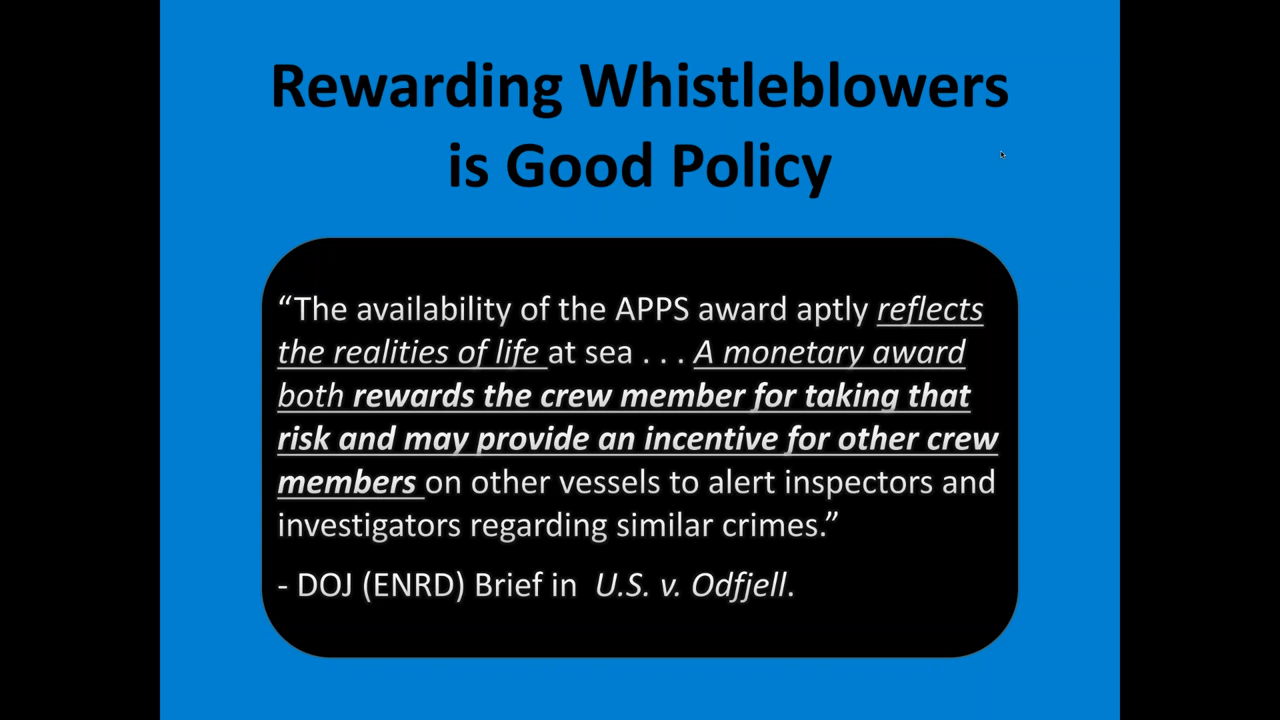 Rewarding Whistleblowers
is Good Policy
“The availability of the APPS award aptly reflects
the realities of life at sea . . . A monetary award
both rewards the crew member for taking that
risk and may provide an incentive for other crew
members on other vessels to alert inspectors and
investigators regarding similar crimes.”
- DOJ (ENRD) Brief in U.S. v. Odfjell.